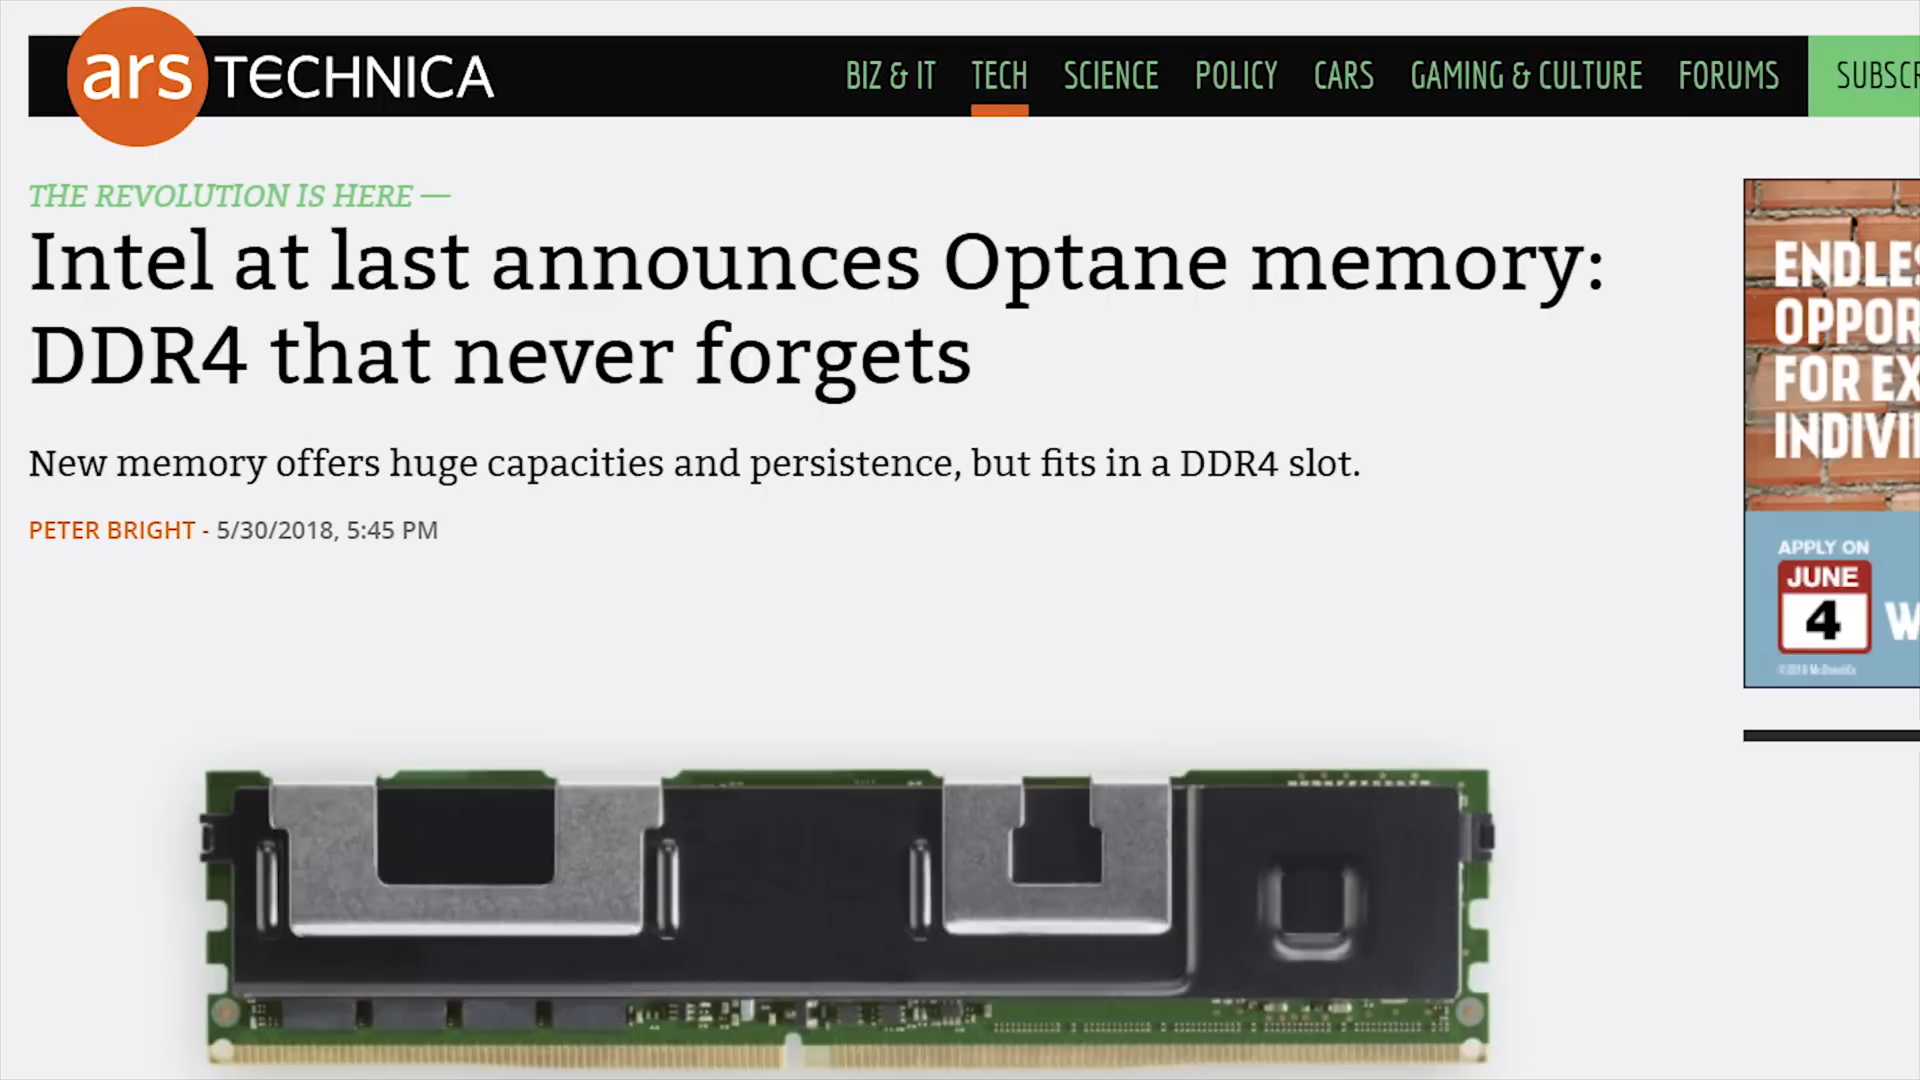 ars TECHNICA
BIZ & IT TECH SCIENCE POLICY CARS GAMING & CULTURE FORUMS
THE REVOLUTION IS HERE —
Intel at last announces Optane memory:
DDR4 that never forgets
New memory offers huge capacities and persistence, but fits in a DDR4 slot.
PETER BRIGHT - 5/30/2018, 5:45 PM
FOR
APPLY ON
JUNE
4